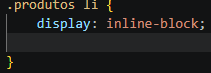 .produtos li {
    display: inline-block;

}